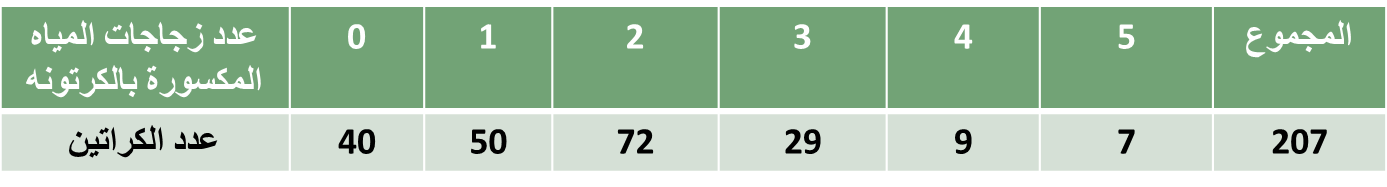 عدد زجاجات المياه المكسورة بالكرتونه 0 1 2 3 4 5 المجموع
عدد الكراتين 40 50 72 29 9 7 207